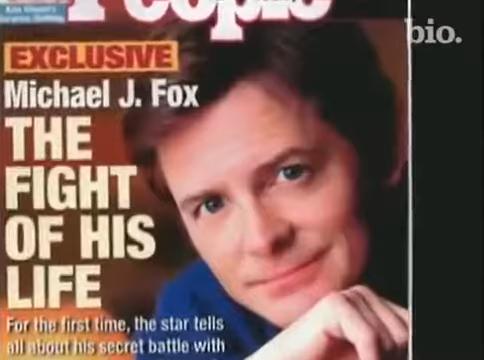 People
bio.
EXCLUSIVE
Michael J. Fox
THE
FIGHT
OF HIS
LIFE
For the first time, the star tells
all about his secret battle with